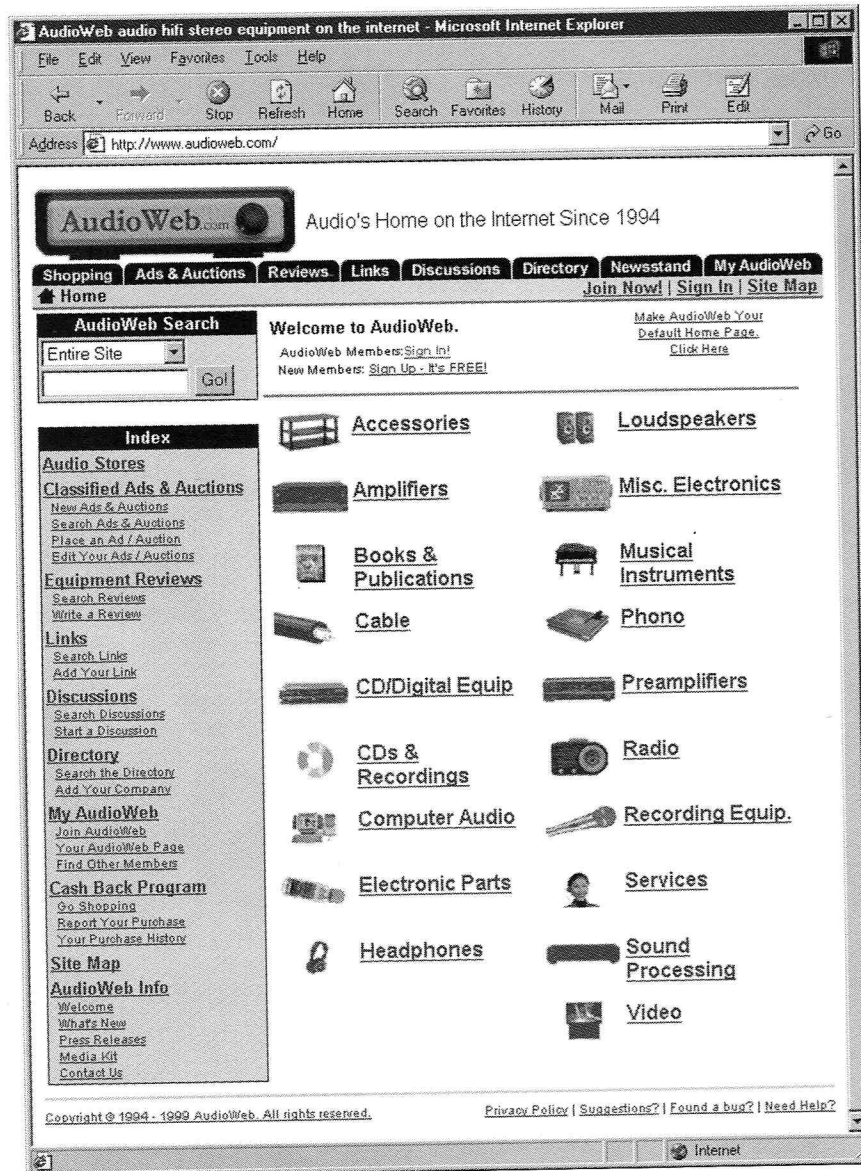 AudioWeb audio hifi stereo equipment on the internet - Microsoft Internet Explorer
File Edit View Favorites Tools Help
Back Forward Stop Refresh Home Search Favorites History Mail Print Edit
Address http://www.audioweb.com/ Go
AudioWeb.com Audio's Home on the Internet Since 1994
Shopping Ads & Auctions Reviews Links Discussions Directory Newsstand My AudioWeb
Home Join Now! | Sign In | Site Map
AudioWeb Search
Entire Site
Go!
Welcome to AudioWeb.
AudioWeb Members: Sign In!
New Members: Sign Up - It's FREE!
Make AudioWeb Your
Default Home Page.
Click Here
Index
Audio Stores
Classified Ads & Auctions
New Ads & Auctions
Search Ads & Auctions
Place an Ad / Auction
Edit Your Ads / Auctions
Equipment Reviews
Search Reviews
Write a Review
Links
Search Links
Add Your Link
Discussions
Search Discussions
Start a Discussion
Directory
Search the Directory
Add Your Company
My AudioWeb
Join AudioWeb
Your AudioWeb Page
Find Other Members
Cash Back Program
Go Shopping
Report Your Purchase
Your Purchase History
Site Map
AudioWeb Info
Welcome
What's New
Press Releases
Media Kit
Contact Us
Accessories
Amplifiers
Books &
Publications
Cable
CD/Digital Equip
CDs &
Recordings
Computer Audio
Electronic Parts
Headphones
Loudspeakers
Misc. Electronics
Musical
Instruments
Phono
Preamplifiers
Radio
Recording Equip.
Services
Sound
Processing
Video
Copyright © 1994 - 1999 AudioWeb. All rights reserved.
Privacy Policy | Suggestions? | Found a bug? | Need Help?
Internet